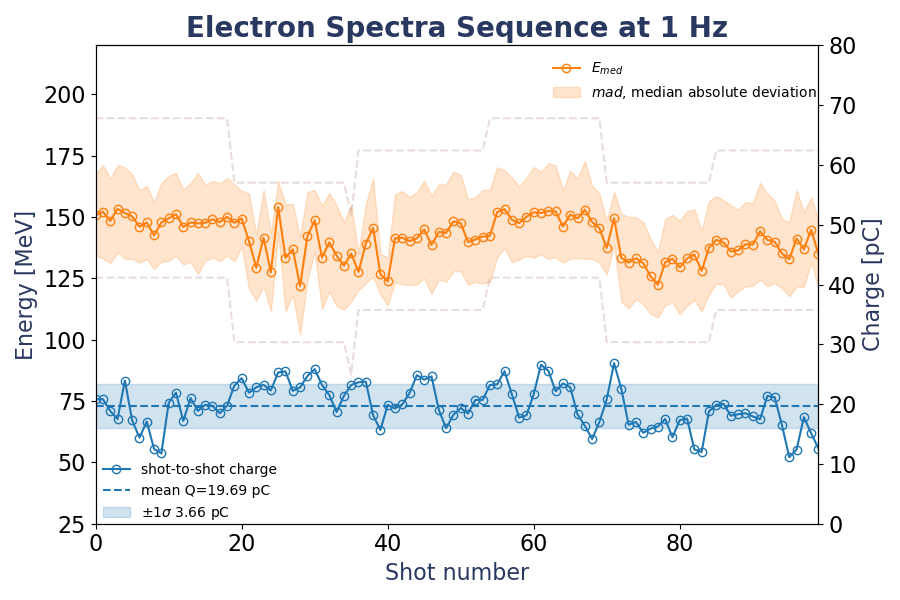 Electron Spectra Sequence at 1 Hz
E_med
mad, median absolute deviation
Energy [MeV]
200
175
150
125
100
75
50
25
Charge [pC]
80
70
60
50
40
30
20
10
0
shot-to-shot charge
mean Q=19.69 pC
±1σ 3.66 pC
0 20 40 60 80
Shot number